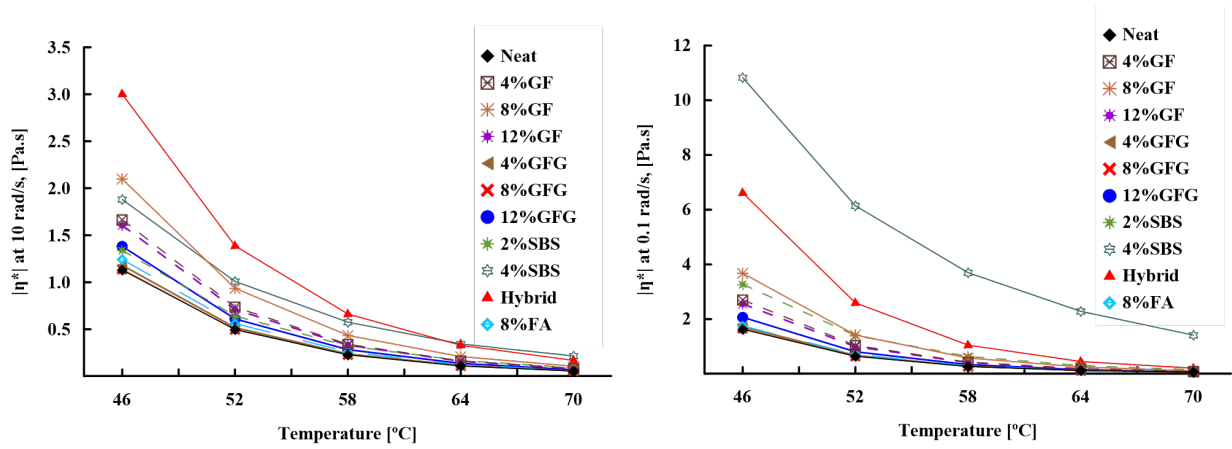 |η*| at 10 rad/s, [Pa.s]
3.5
3.0
2.5
2.0
1.5
1.0
0.5
46
52
58
64
70
Temperature [ºC]
Neat
4%GF
8%GF
12%GF
4%GFG
8%GFG
12%GFG
2%SBS
4%SBS
Hybrid
8%FA
|η*| at 0.1 rad/s, [Pa.s]
12
10
8
6
4
2
46
52
58
64
70
Temperature [ºC]
Neat
4%GF
8%GF
12%GF
4%GFG
8%GFG
12%GFG
2%SBS
4%SBS
Hybrid
8%FA